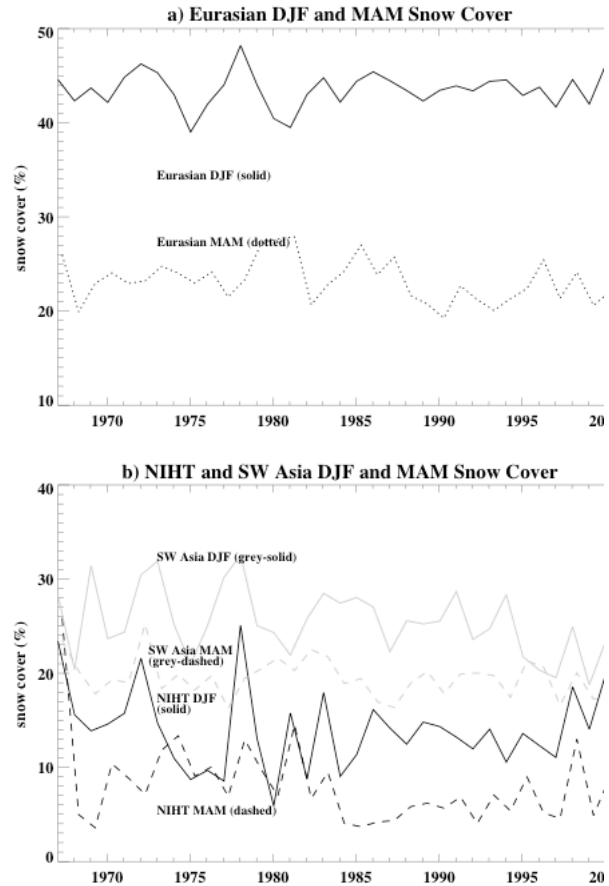 a) Eurasian DJF and MAM Snow Cover
50
40
30
20
10
snow cover (%)
Eurasian DJF (solid)
Eurasian MAM (dotted)
1970 1975 1980 1985 1990 1995 200
b) NIHT and SW Asia DJF and MAM Snow Cover
40
30
20
10
0
snow cover (%)
SW Asia DJF (grey-solid)
SW Asia MAM
(grey-dashed)
NIHT DJF
(solid)
NIHT MAM (dashed)
1970 1975 1980 1985 1990 1995 200